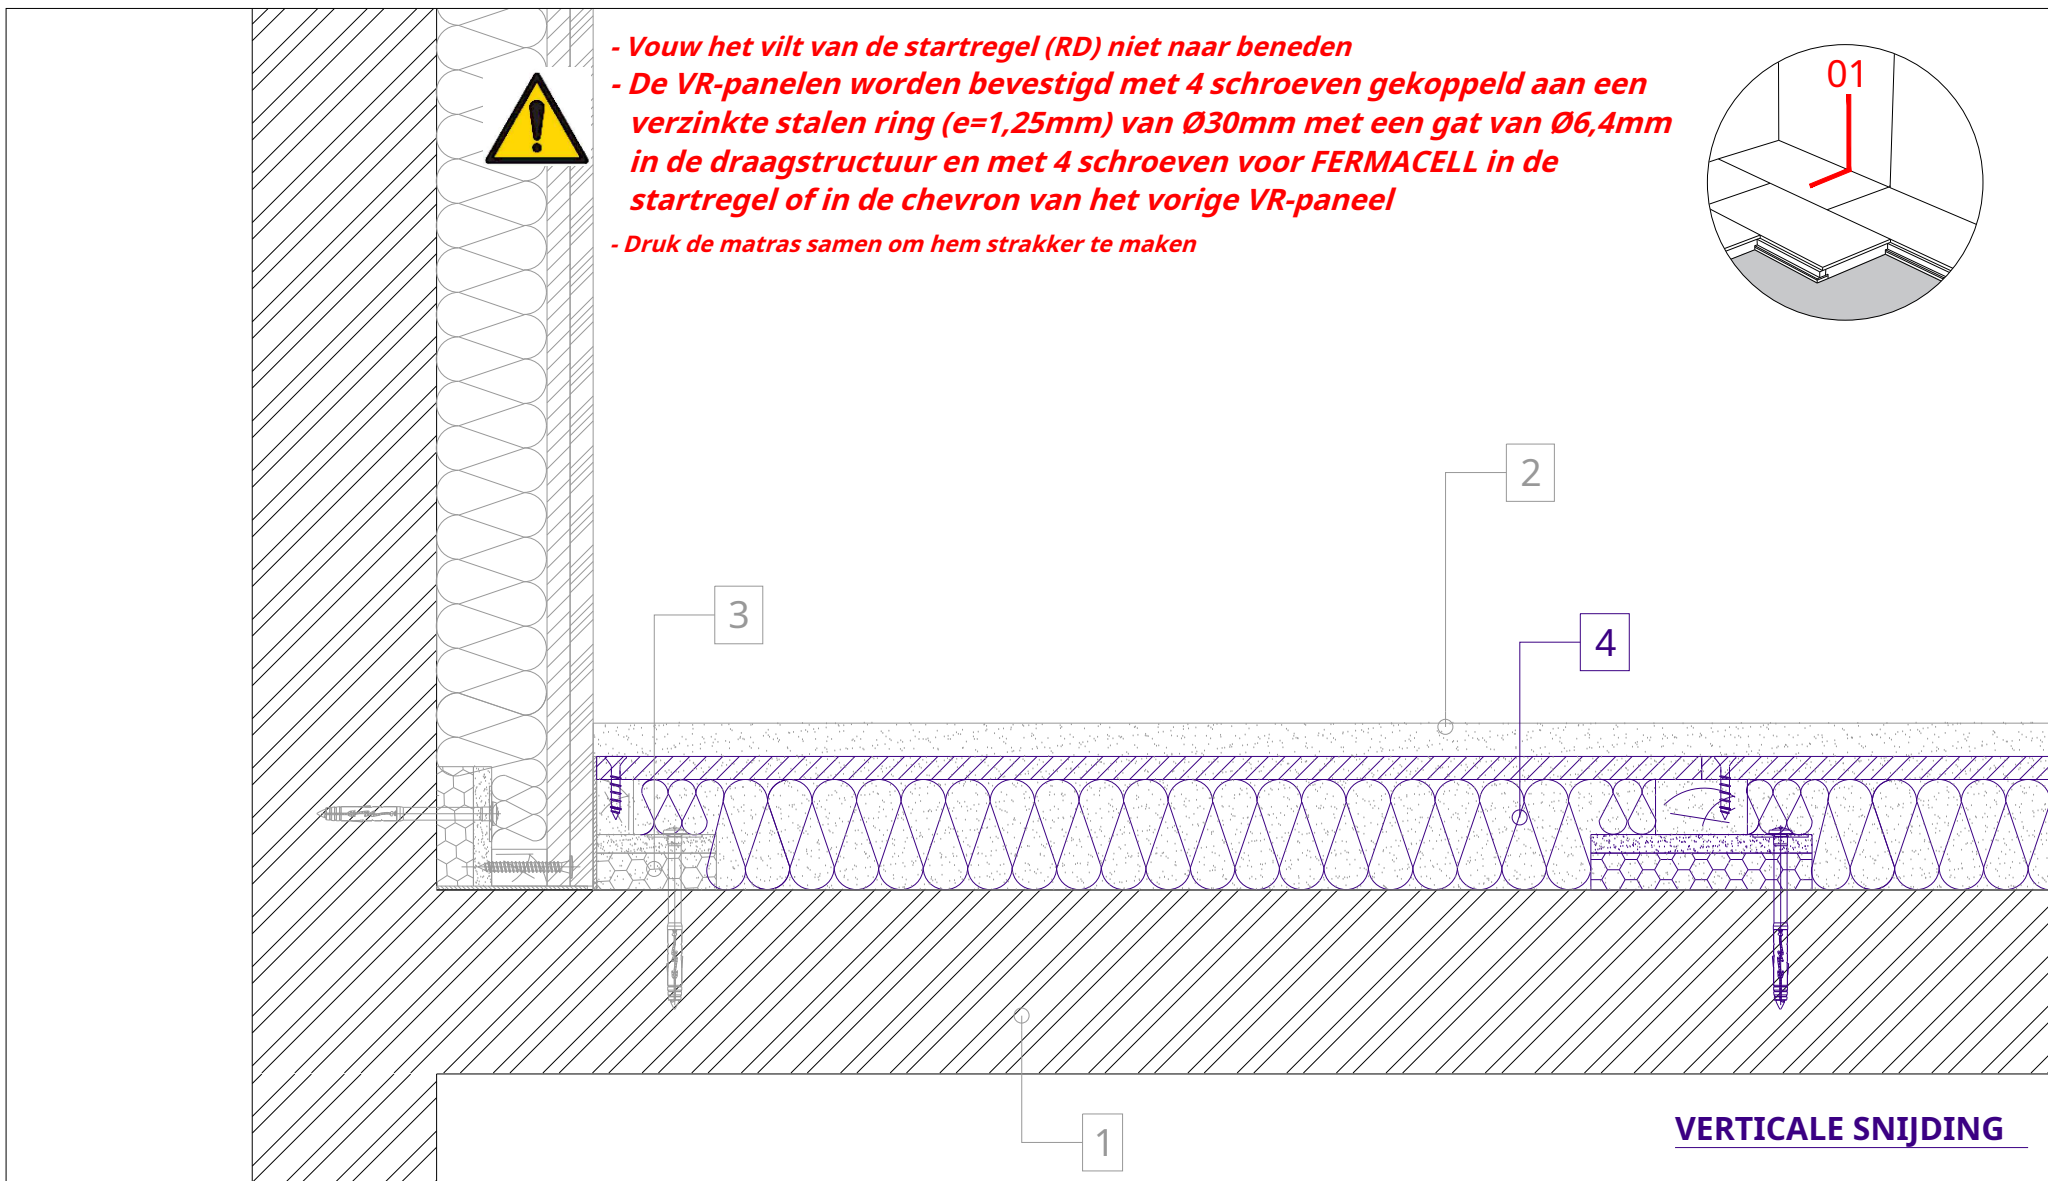 - Vouw het vilt van de startregel (RD) niet naar beneden
- De VR-panelen worden bevestigd met 4 schroeven gekoppeld aan een
verzinkte stalen ring (e=1,25mm) van Ø30mm met een gat van Ø6,4mm
in de draagstructuur en met 4 schroeven voor FERMACELL in de
startregel of in de chevron van het vorige VR-paneel
- Druk de matras samen om hem strakker te maken
01
2
3
4
1
VERTICALE SNIJDING